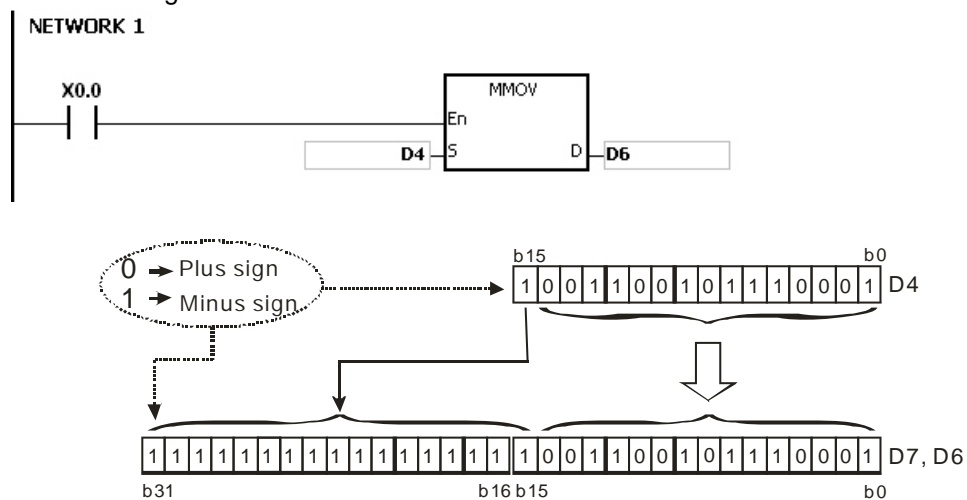 NETWORK 1
X0.0
MMOV
En
D4 S D D6
0 → Plus sign
1 → Minus sign
b15 b0
1 0 0 1 1 0 0 1 0 1 1 1 0 0 0 1 D4
1 1 1 1 1 1 1 1 1 1 1 1 1 1 1 1 1 0 0 1 1 0 0 1 0 1 1 1 0 0 0 1 D7, D6
b31 b16 b15 b0